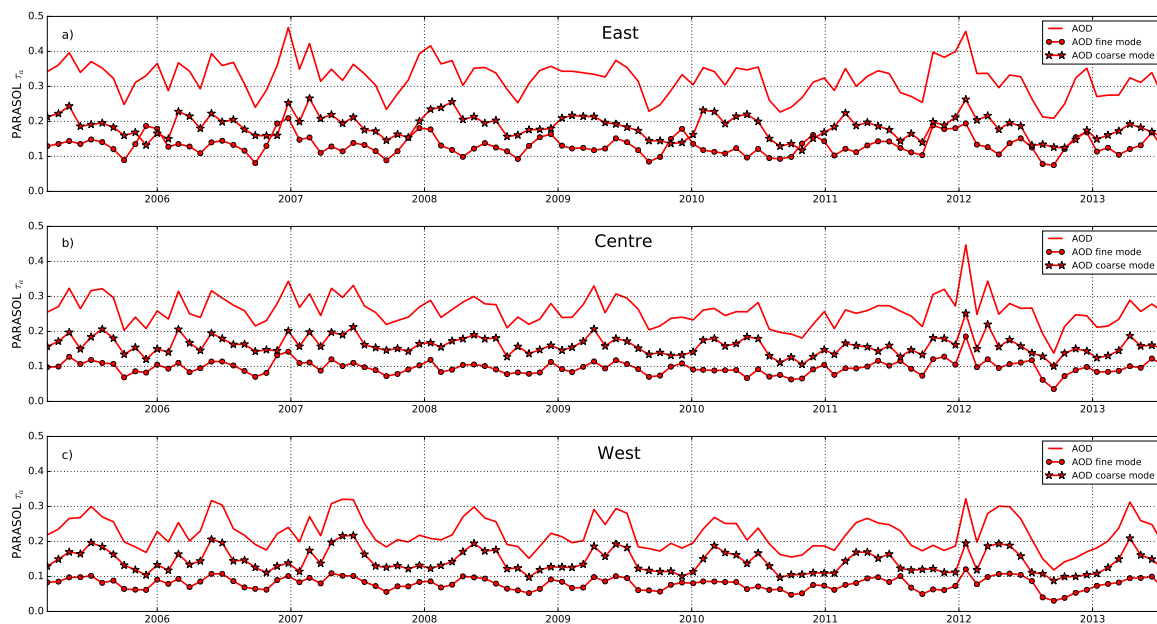 East
a)
AOD
AOD fine mode
AOD coarse mode
PARASOL τₐ
0.5
0.4
0.3
0.2
0.1
0.0
2006 2007 2008 2009 2010 2011 2012 2013
Centre
b)
AOD
AOD fine mode
AOD coarse mode
PARASOL τₐ
0.5
0.4
0.3
0.2
0.1
0.0
2006 2007 2008 2009 2010 2011 2012 2013
West
c)
AOD
AOD fine mode
AOD coarse mode
PARASOL τₐ
0.5
0.4
0.3
0.2
0.1
0.0
2006 2007 2008 2009 2010 2011 2012 2013